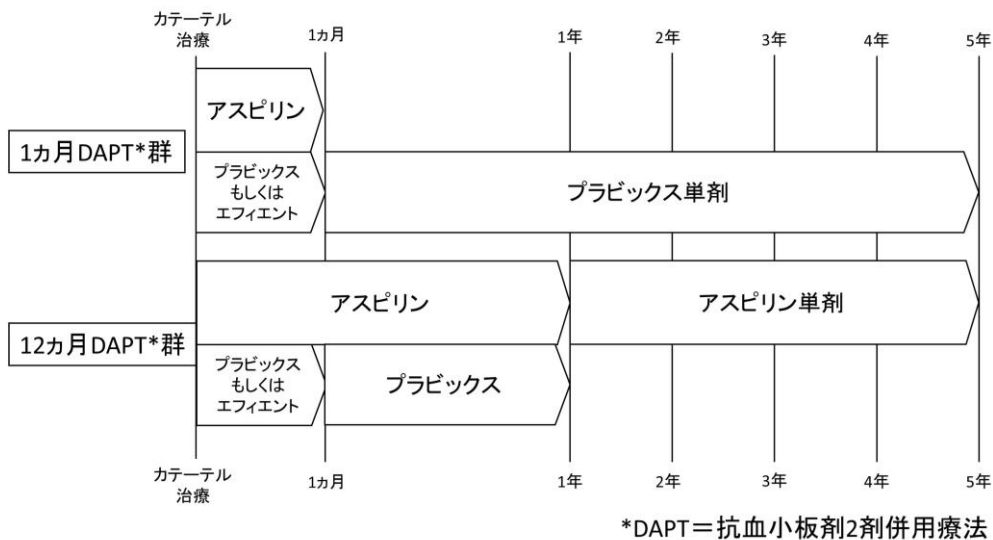 カテーテル
治療
1ヵ月
1年
2年
3年
4年
5年
アスピリン
1ヵ月DAPT*群
プラビックス
もしくは
エフィエント
プラビックス単剤
アスピリン
アスピリン単剤
12ヵ月DAPT*群
プラビックス
もしくは
エフィエント
プラビックス
カテーテル
治療
1ヵ月
1年
2年
3年
4年
5年
*DAPT＝抗血小板剤2剤併用療法